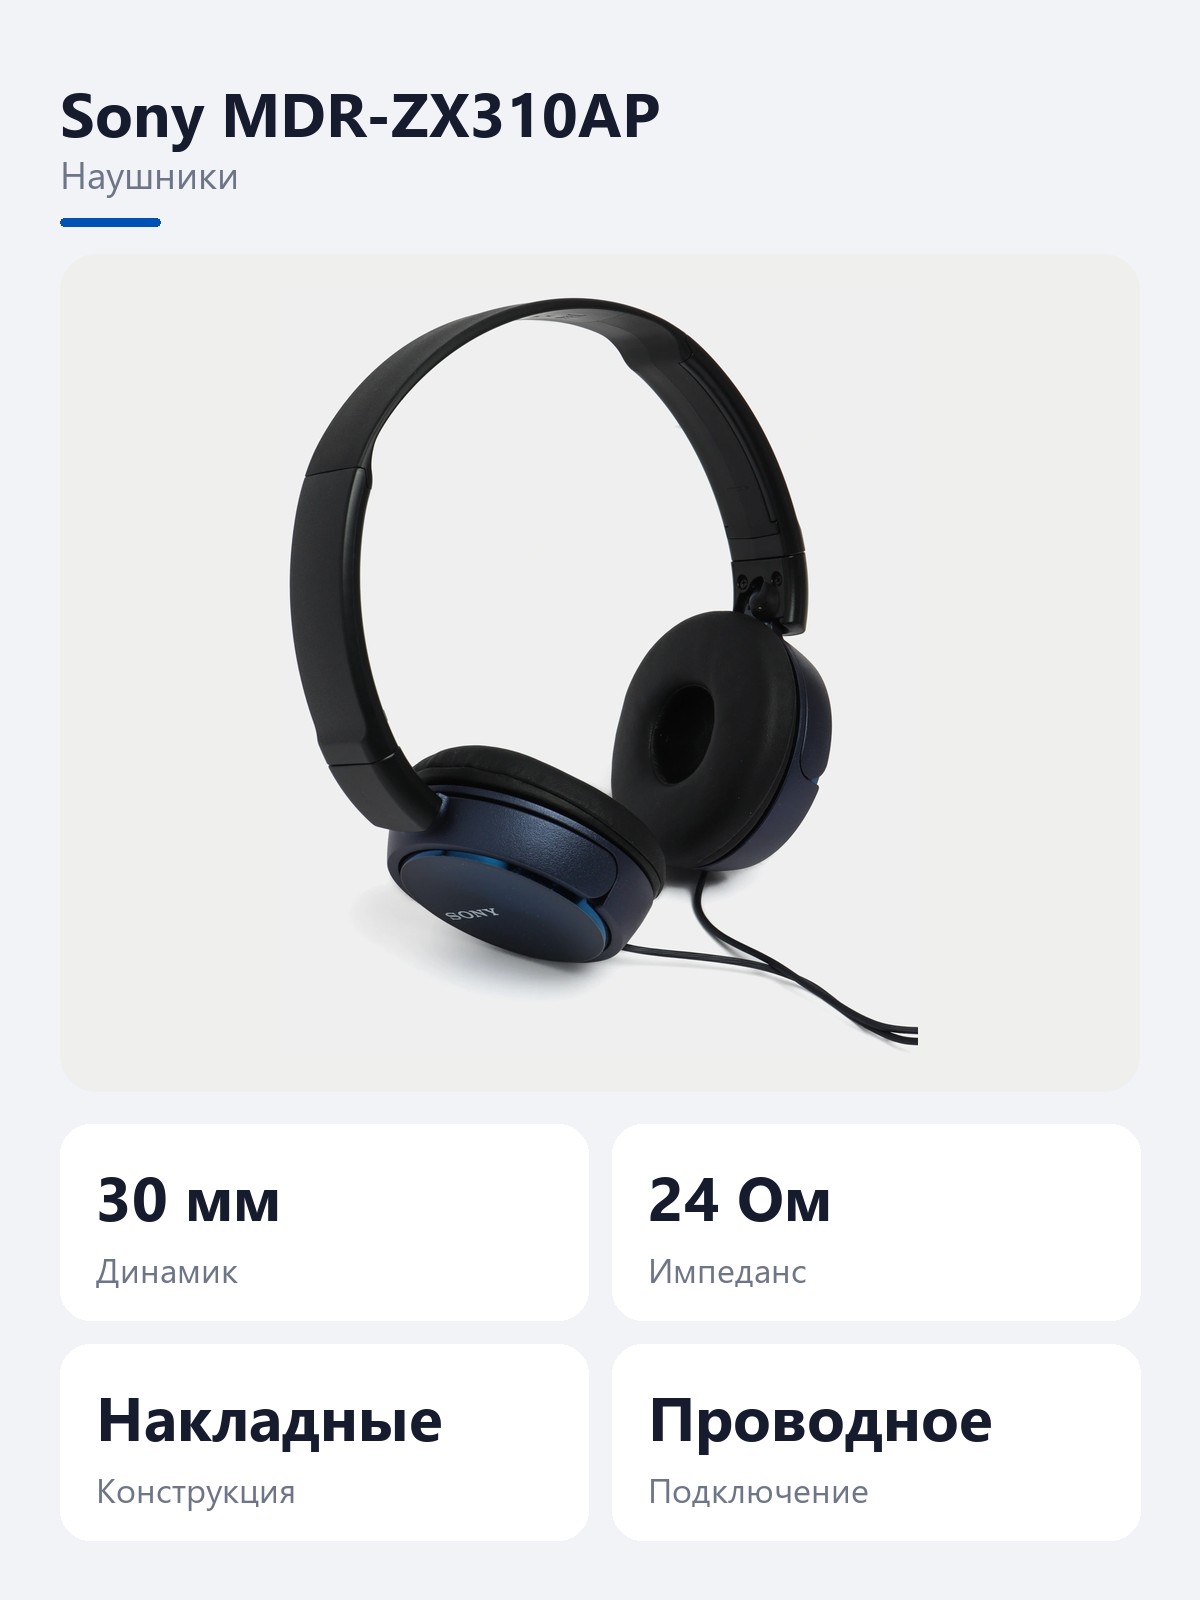 Sony MDR-ZX310AP
Наушники
SONY
30 мм
Динамик
24 Ом
Импеданс
Накладные
Конструкция
Проводное
Подключение